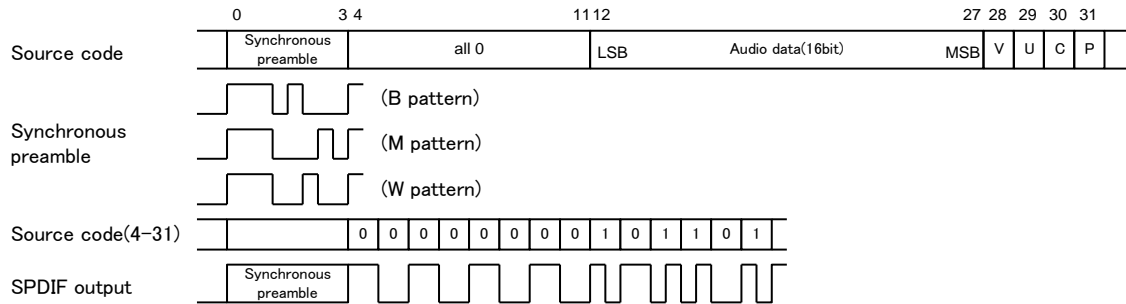 0 3 4 11 12 27 28 29 30 31
Source code Synchronous preamble all 0 LSB Audio data(16bit) MSB V U C P
(B pattern)
Synchronous preamble (M pattern)
(W pattern)
Source code(4-31) 0 0 0 0 0 0 0 0 1 0 1 1 0 1
SPDIF output Synchronous preamble